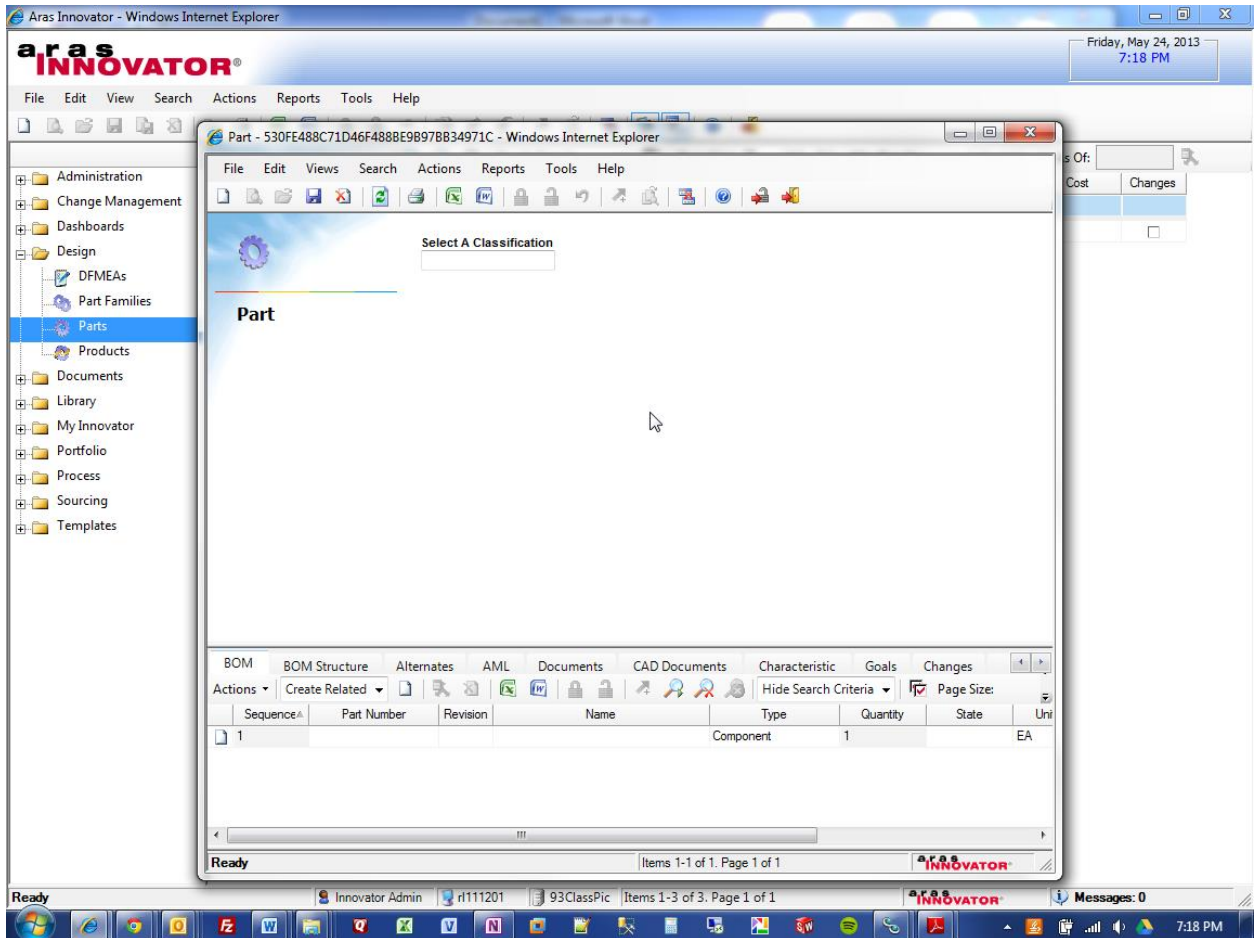 Aras Innovator - Windows Internet Explorer
aras INNOVATOR®
Friday, May 24, 2013
7:18 PM
File Edit View Search Actions Reports Tools Help
Part - 530FE488C71D46F488BE9B97BB34971C - Windows Internet Explorer
File Edit Views Search Actions Reports Tools Help
s Of:
Cost Changes
Administration
Change Management
Dashboards
Design
DFMEAs
Part Families
Parts
Products
Documents
Library
My Innovator
Portfolio
Process
Sourcing
Templates
Select A Classification
Part
BOM BOM Structure Alternates AML Documents CAD Documents Characteristic Goals Changes
Actions Create Related Hide Search Criteria Page Size:
Sequence Part Number Revision Name Type Quantity State Uni
1 Component 1 EA
Ready Items 1-1 of 1. Page 1 of 1 aras INNOVATOR
Ready Innovator Admin rl111201 93ClassPic Items 1-3 of 3. Page 1 of 1 aras INNOVATOR Messages: 0
7:18 PM